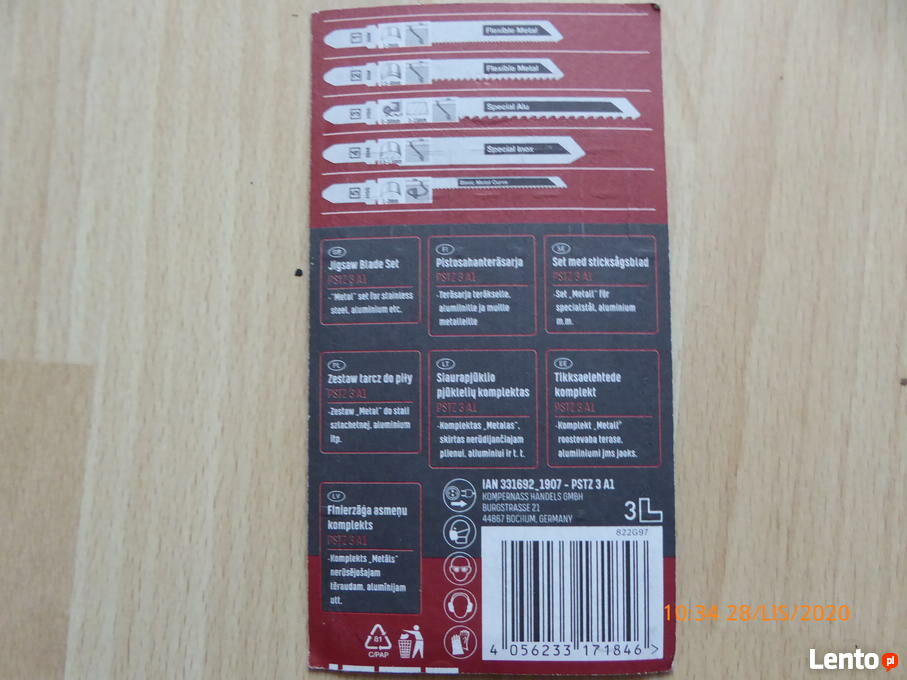 Flexible Metal
Flexible Metal
Special Alu
Special Inox
Basic Metal Curve
GB
Jigsaw Blade Set
PSTZ 3 A1
-"Metal" set for stainless
steel, aluminium etc.
FI
Pistosahanteräsarja
PSTZ 3 A1
-Teräsarja teräkselle,
alumiinille ja muille
metalleille
SE
Set med sticksågsblad
PSTZ 3 A1
-Set „Metall” för
specialstål, aluminium
m.m.
PL
Zestaw tarcz do piły
PSTZ 3 A1
-Zestaw „Metal” do stali
szlachetnej, aluminium
itp.
LT
Siaurapjūklio
pjūklelių komplektas
PSTZ 3 A1
-Komplektas „Metalas”,
skirtas nerūdijančiajam
plienui, aliuminiui ir t. t.
EE
Tikksaelehtede
komplekt
PSTZ 3 A1
-Komplekt „Metall”
roostevaba terase,
alumiiniumi jms jaoks.
LV
Finierzāģa asmeņu
komplekts
PSTZ 3 A1
-Komplekts „Metāls”
nerūsējošajam
tēraudam, alumīnijam
utt.
IAN 331692_1907 - PSTZ 3 A1
KOMPERNASS HANDELS GMBH
BURGSTRASSE 21
44867 BOCHUM, GERMANY
3L
822G97
4 056233 171846 >
81
C/PAP
10:34 28/LIS/2020
Lento.pl